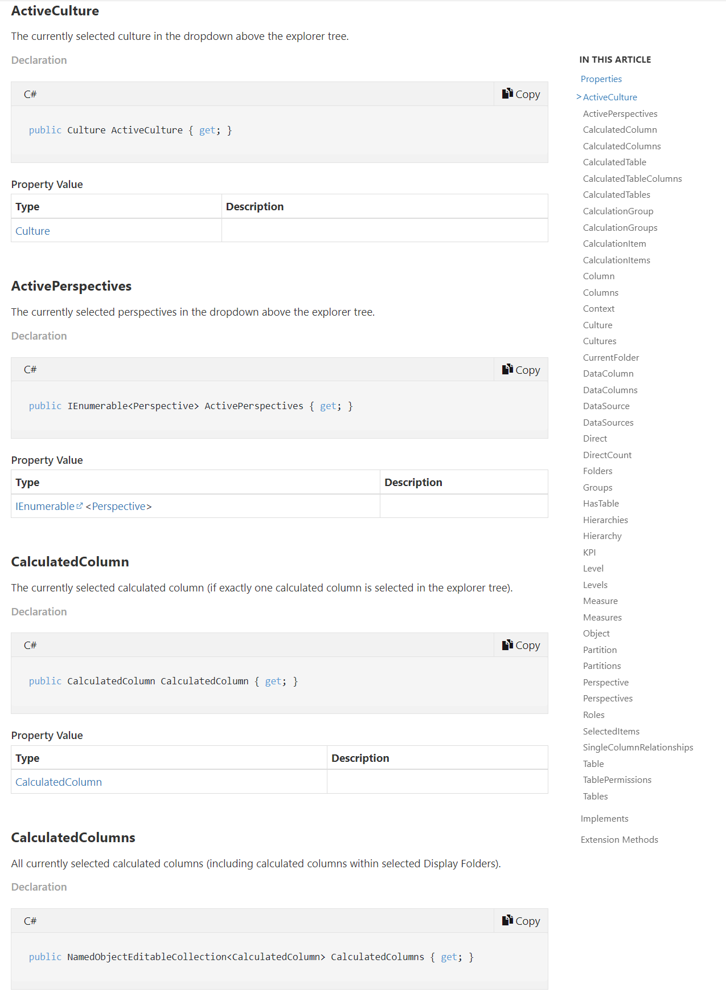 ActiveCulture
The currently selected culture in the dropdown above the explorer tree.
Declaration
C#
Copy
public Culture ActiveCulture { get; }
Property Value
Type Description
Culture
ActivePerspectives
The currently selected perspectives in the dropdown above the explorer tree.
Declaration
C#
Copy
public IEnumerable<Perspective> ActivePerspectives { get; }
Property Value
Type Description
IEnumerable <Perspective>
CalculatedColumn
The currently selected calculated column (if exactly one calculated column is selected in the explorer tree).
Declaration
C#
Copy
public CalculatedColumn CalculatedColumn { get; }
Property Value
Type Description
CalculatedColumn
CalculatedColumns
All currently selected calculated columns (including calculated columns within selected Display Folders).
Declaration
C#
Copy
public NamedObjectEditableCollection<CalculatedColumn> CalculatedColumns { get; }
IN THIS ARTICLE
Properties
> ActiveCulture
ActivePerspectives
CalculatedColumn
CalculatedColumns
CalculatedTable
CalculatedTableColumns
CalculatedTables
CalculationGroup
CalculationGroups
CalculationItem
CalculationItems
Column
Columns
Context
Culture
Cultures
CurrentFolder
DataColumn
DataColumns
DataSource
DataSources
Direct
DirectCount
Folders
Groups
HasTable
Hierarchies
Hierarchy
KPI
Level
Levels
Measure
Measures
Object
Partition
Partitions
Perspective
Perspectives
Roles
SelectedItems
SingleColumnRelationships
Table
TablePermissions
Tables
Implements
Extension Methods